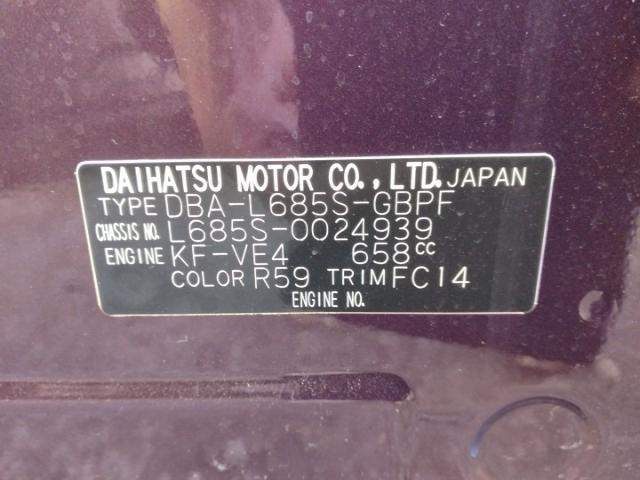 DAIHATSU MOTOR CO., LTD. JAPAN
TYPE DBA-L685S-GBPF
CHASSIS NO. L685S-0024939
ENGINE KF-VE4 658cc
COLOR R59 TRIM FC14
ENGINE NO.